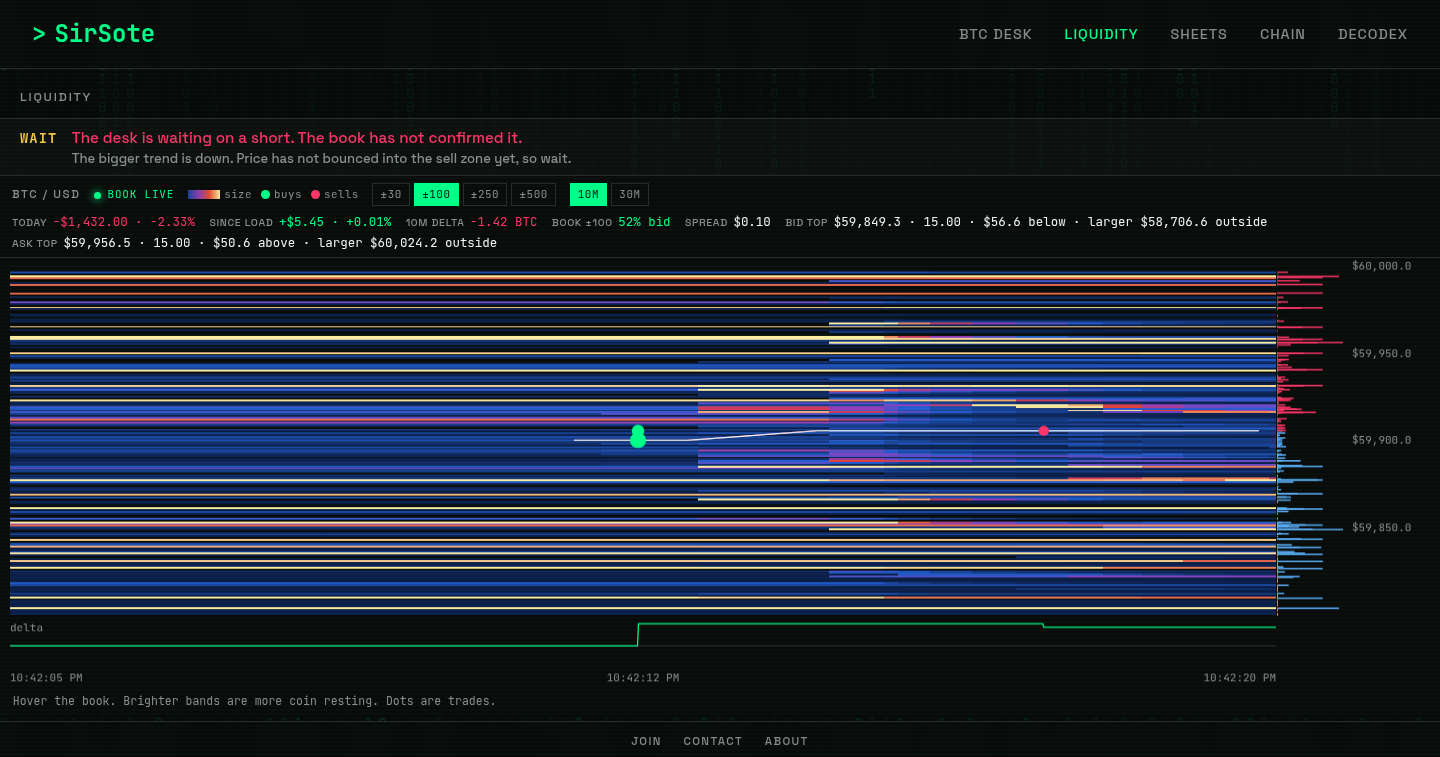 > SirSote
BTC DESK LIQUIDITY SHEETS CHAIN DECODEX
LIQUIDITY
WAIT The desk is waiting on a short. The book has not confirmed it.
The bigger trend is down. Price has not bounced into the sell zone yet, so wait.
BTC / USD BOOK LIVE size buys sells ±30 ±100 ±250 ±500 10M 30M
TODAY -$1,432.00 · -2.33% SINCE LOAD +$5.45 · +0.01% 10M DELTA -1.42 BTC BOOK ±100 52% bid SPREAD $0.10 BID TOP $59,849.3 · 15.00 · $56.6 below · larger $58,706.6 outside
ASK TOP $59,956.5 · 15.00 · $50.6 above · larger $60,024.2 outside
$60,000.0
$59,950.0
$59,900.0
$59,850.0
delta
10:42:05 PM 10:42:12 PM 10:42:20 PM
Hover the book. Brighter bands are more coin resting. Dots are trades.
JOIN CONTACT ABOUT